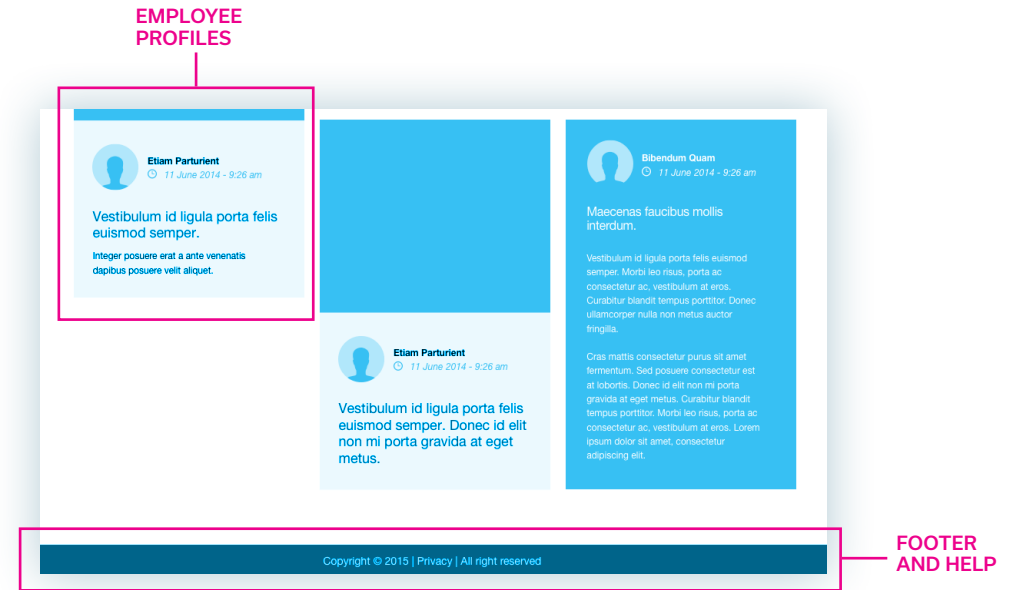 EMPLOYEE
PROFILES
Etiam Parturient
11 June 2014 - 9:26 am
Vestibulum id ligula porta felis
euismod semper.
Integer posuere erat a ante venenatis
dapibus posuere velit aliquet.
Etiam Parturient
11 June 2014 - 9:26 am
Vestibulum id ligula porta felis
euismod semper. Donec id elit
non mi porta gravida at eget
metus.
Bibendum Quam
11 June 2014 - 9:26 am
Maecenas faucibus mollis
interdum.
Vestibulum id ligula porta felis euismod
semper. Morbi leo risus, porta ac
consectetur ac, vestibulum at eros.
Curabitur blandit tempus porttitor. Donec
ullamcorper nulla non metus auctor
fringilla.
Cras mattis consectetur purus sit amet
fermentum. Sed posuere consectetur est
at lobortis. Donec id elit non mi porta
gravida at eget metus. Curabitur blandit
tempus porttitor. Morbi leo risus, porta ac
consectetur ac, vestibulum at eros. Lorem
ipsum dolor sit amet, consectetur
adipiscing elit.
Copyright © 2015 | Privacy | All right reserved
FOOTER
AND HELP